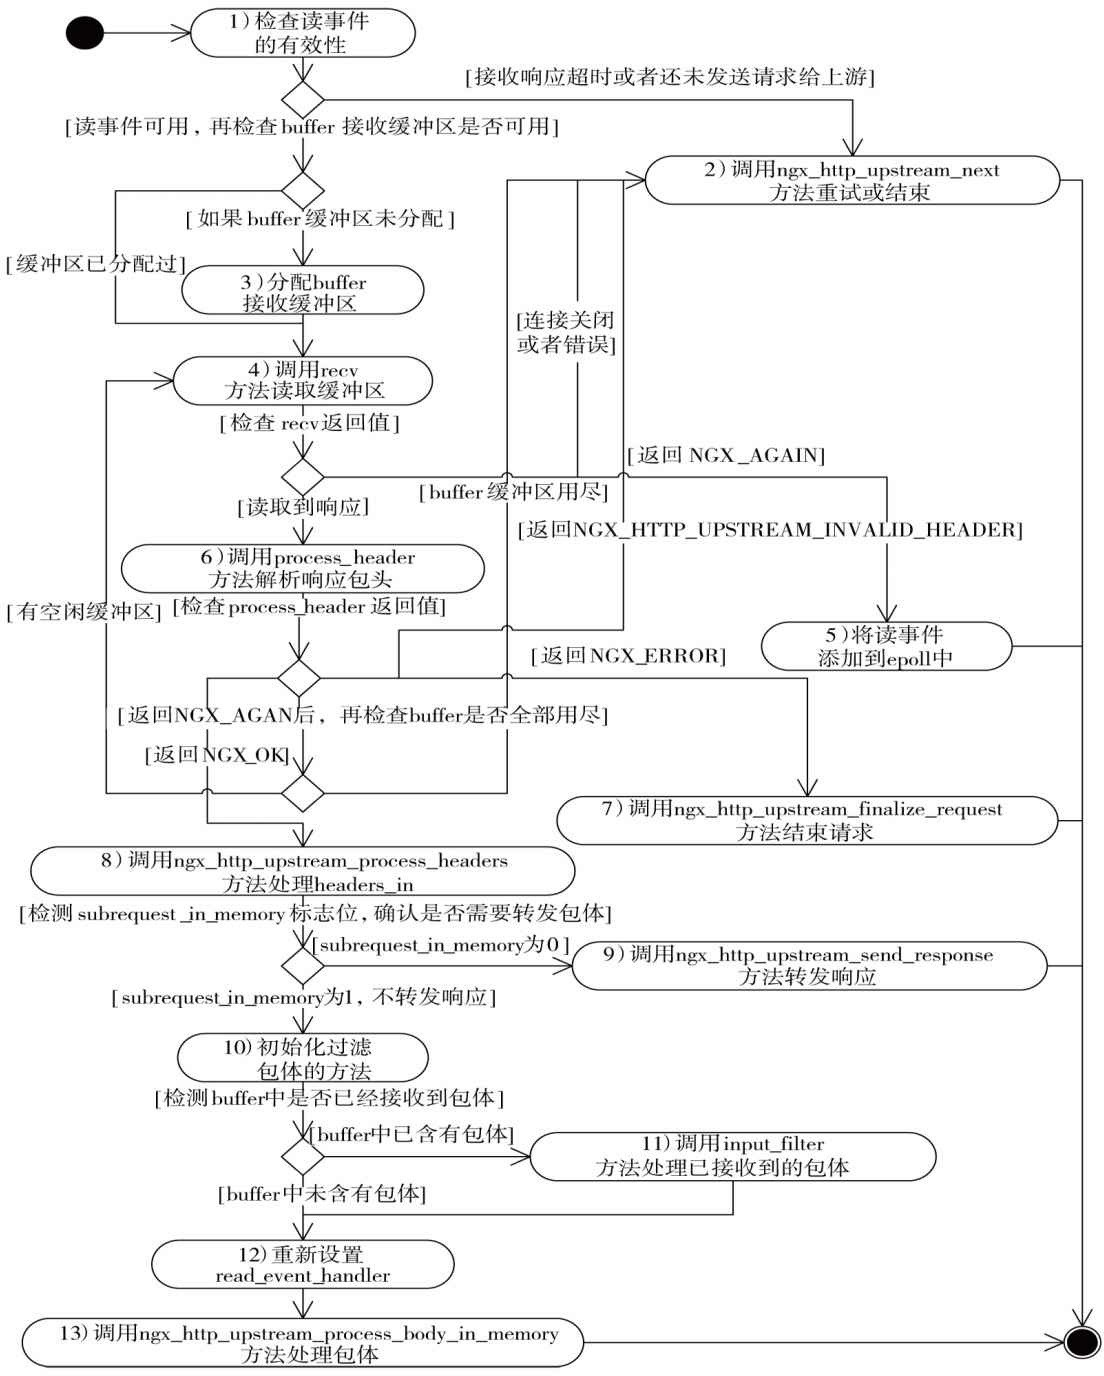 1)检查读事件
的有效性
[接收响应超时或者还未发送请求给上游]
[读事件可用，再检查buffer 接收缓冲区是否可用]
2)调用ngx_http_upstream_next
方法重试或结束
[如果 buffer 缓冲区未分配]
[缓冲区已分配过]
3)分配buffer
接收缓冲区
[连接关闭
或者错误]
4)调用recv
方法读取缓冲区
[检查 recv 返回值]
[返回 NGX_AGAIN]
[buffer 缓冲区用尽]
[读取到响应]
[返回NGX_HTTP_UPSTREAM_INVALID_HEADER]
6)调用process_header
方法解析响应包头
[有空闲缓冲区]
[检查process_header 返回值]
5)将读事件
添加到epoll中
[返回NGX_ERROR]
[返回NGX_AGAN后，再检查buffer是否全部用尽]
[返回NGX_OK]
7)调用ngx_http_upstream_finalize_request
方法结束请求
8)调用ngx_http_upstream_process_headers
方法处理headers_in
[检测 subrequest_in_memory 标志位，确认是否需要转发包体]
[subrequest_in_memory为0]
9)调用ngx_http_upstream_send_response
方法转发响应
[subrequest_in_memory为1，不转发响应]
10)初始化过滤
包体的方法
[检测buffer中是否已经接收到包体]
[buffer中已含有包体]
11)调用input_filter
方法处理已接收到的包体
[buffer中未含有包体]
12)重新设置
read_event_handler
13)调用ngx_http_upstream_process_body_in_memory
方法处理包体